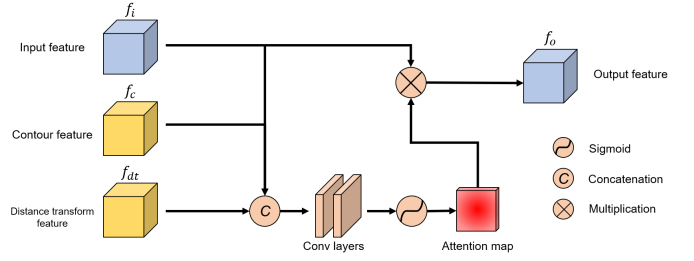 f_i
Input feature
f_o
Output feature
f_c
Contour feature
f_dt
Distance transform
feature
C
Conv layers
Attention map
Sigmoid
C
Concatenation
Multiplication